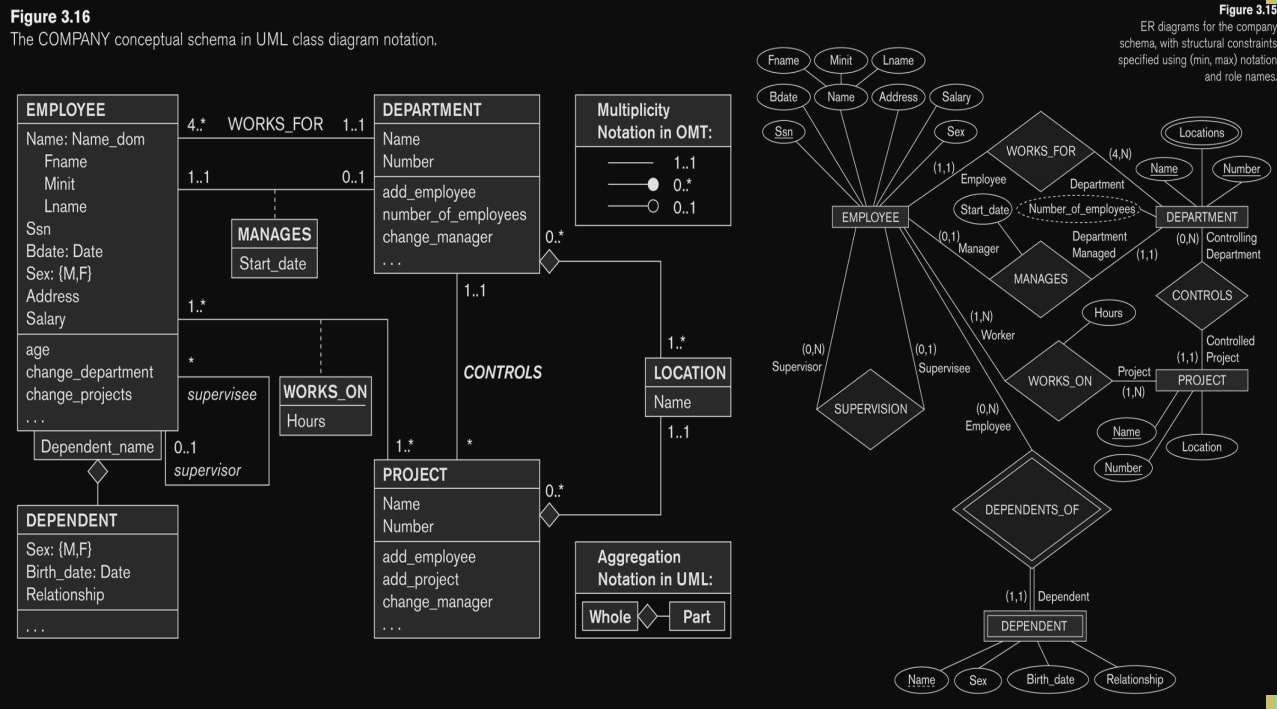 Figure 3.16
The COMPANY conceptual schema in UML class diagram notation.
EMPLOYEE
Name: Name_dom
Fname
Minit
Lname
Ssn
Bdate: Date
Sex: {M,F}
Address
Salary
age
change_department
change_projects
. . .
Dependent_name
DEPENDENT
Sex: {M,F}
Birth_date: Date
Relationship
. . .
4..* WORKS_FOR 1..1
1..1 0..1
MANAGES
Start_date
1..*
*
supervisee
0..1
supervisor
WORKS_ON
Hours
1..*
DEPARTMENT
Name
Number
add_employee
number_of_employees
change_manager
. . .
0..*
1..1
CONTROLS
*
PROJECT
Name
Number
add_employee
add_project
change_manager
. . .
0..*
1..*
LOCATION
Name
1..1
Multiplicity
Notation in OMT:
1..1
0..*
0..1
Aggregation
Notation in UML:
Whole Part
Figure 3.15
ER diagrams for the company
schema, with structural constraints
specified using (min, max) notation
and role names.
Fname Minit Lname
Bdate Name Address Salary
Ssn Sex
EMPLOYEE
WORKS_FOR
(1,1)
Employee
(4,N)
Department
Locations
Name Number
DEPARTMENT
Start_date Number_of_employees
(0,1)
Manager
MANAGES
Department
Managed
(1,1)
(0,N) Controlling
Department
CONTROLS
(1,1) Controlled
Project
PROJECT
Name
Number
Location
Hours
(1,N)
Worker
WORKS_ON
Project
(1,N)
(0,N)
Supervisor
(0,1)
Supervisee
SUPERVISION
(0,N)
Employee
DEPENDENTS_OF
(1,1) Dependent
DEPENDENT
Name Sex Birth_date Relationship